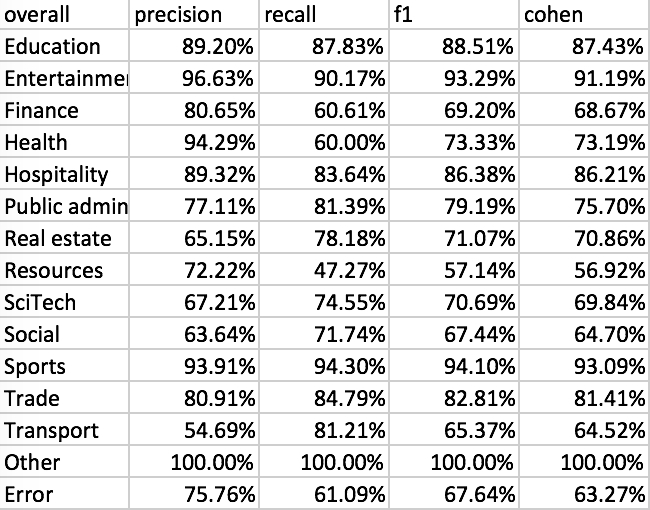 overall precision recall f1 cohen
Education 89.20% 87.83% 88.51% 87.43%
Entertainme 96.63% 90.17% 93.29% 91.19%
Finance 80.65% 60.61% 69.20% 68.67%
Health 94.29% 60.00% 73.33% 73.19%
Hospitality 89.32% 83.64% 86.38% 86.21%
Public admin 77.11% 81.39% 79.19% 75.70%
Real estate 65.15% 78.18% 71.07% 70.86%
Resources 72.22% 47.27% 57.14% 56.92%
SciTech 67.21% 74.55% 70.69% 69.84%
Social 63.64% 71.74% 67.44% 64.70%
Sports 93.91% 94.30% 94.10% 93.09%
Trade 80.91% 84.79% 82.81% 81.41%
Transport 54.69% 81.21% 65.37% 64.52%
Other 100.00% 100.00% 100.00% 100.00%
Error 75.76% 61.09% 67.64% 63.27%